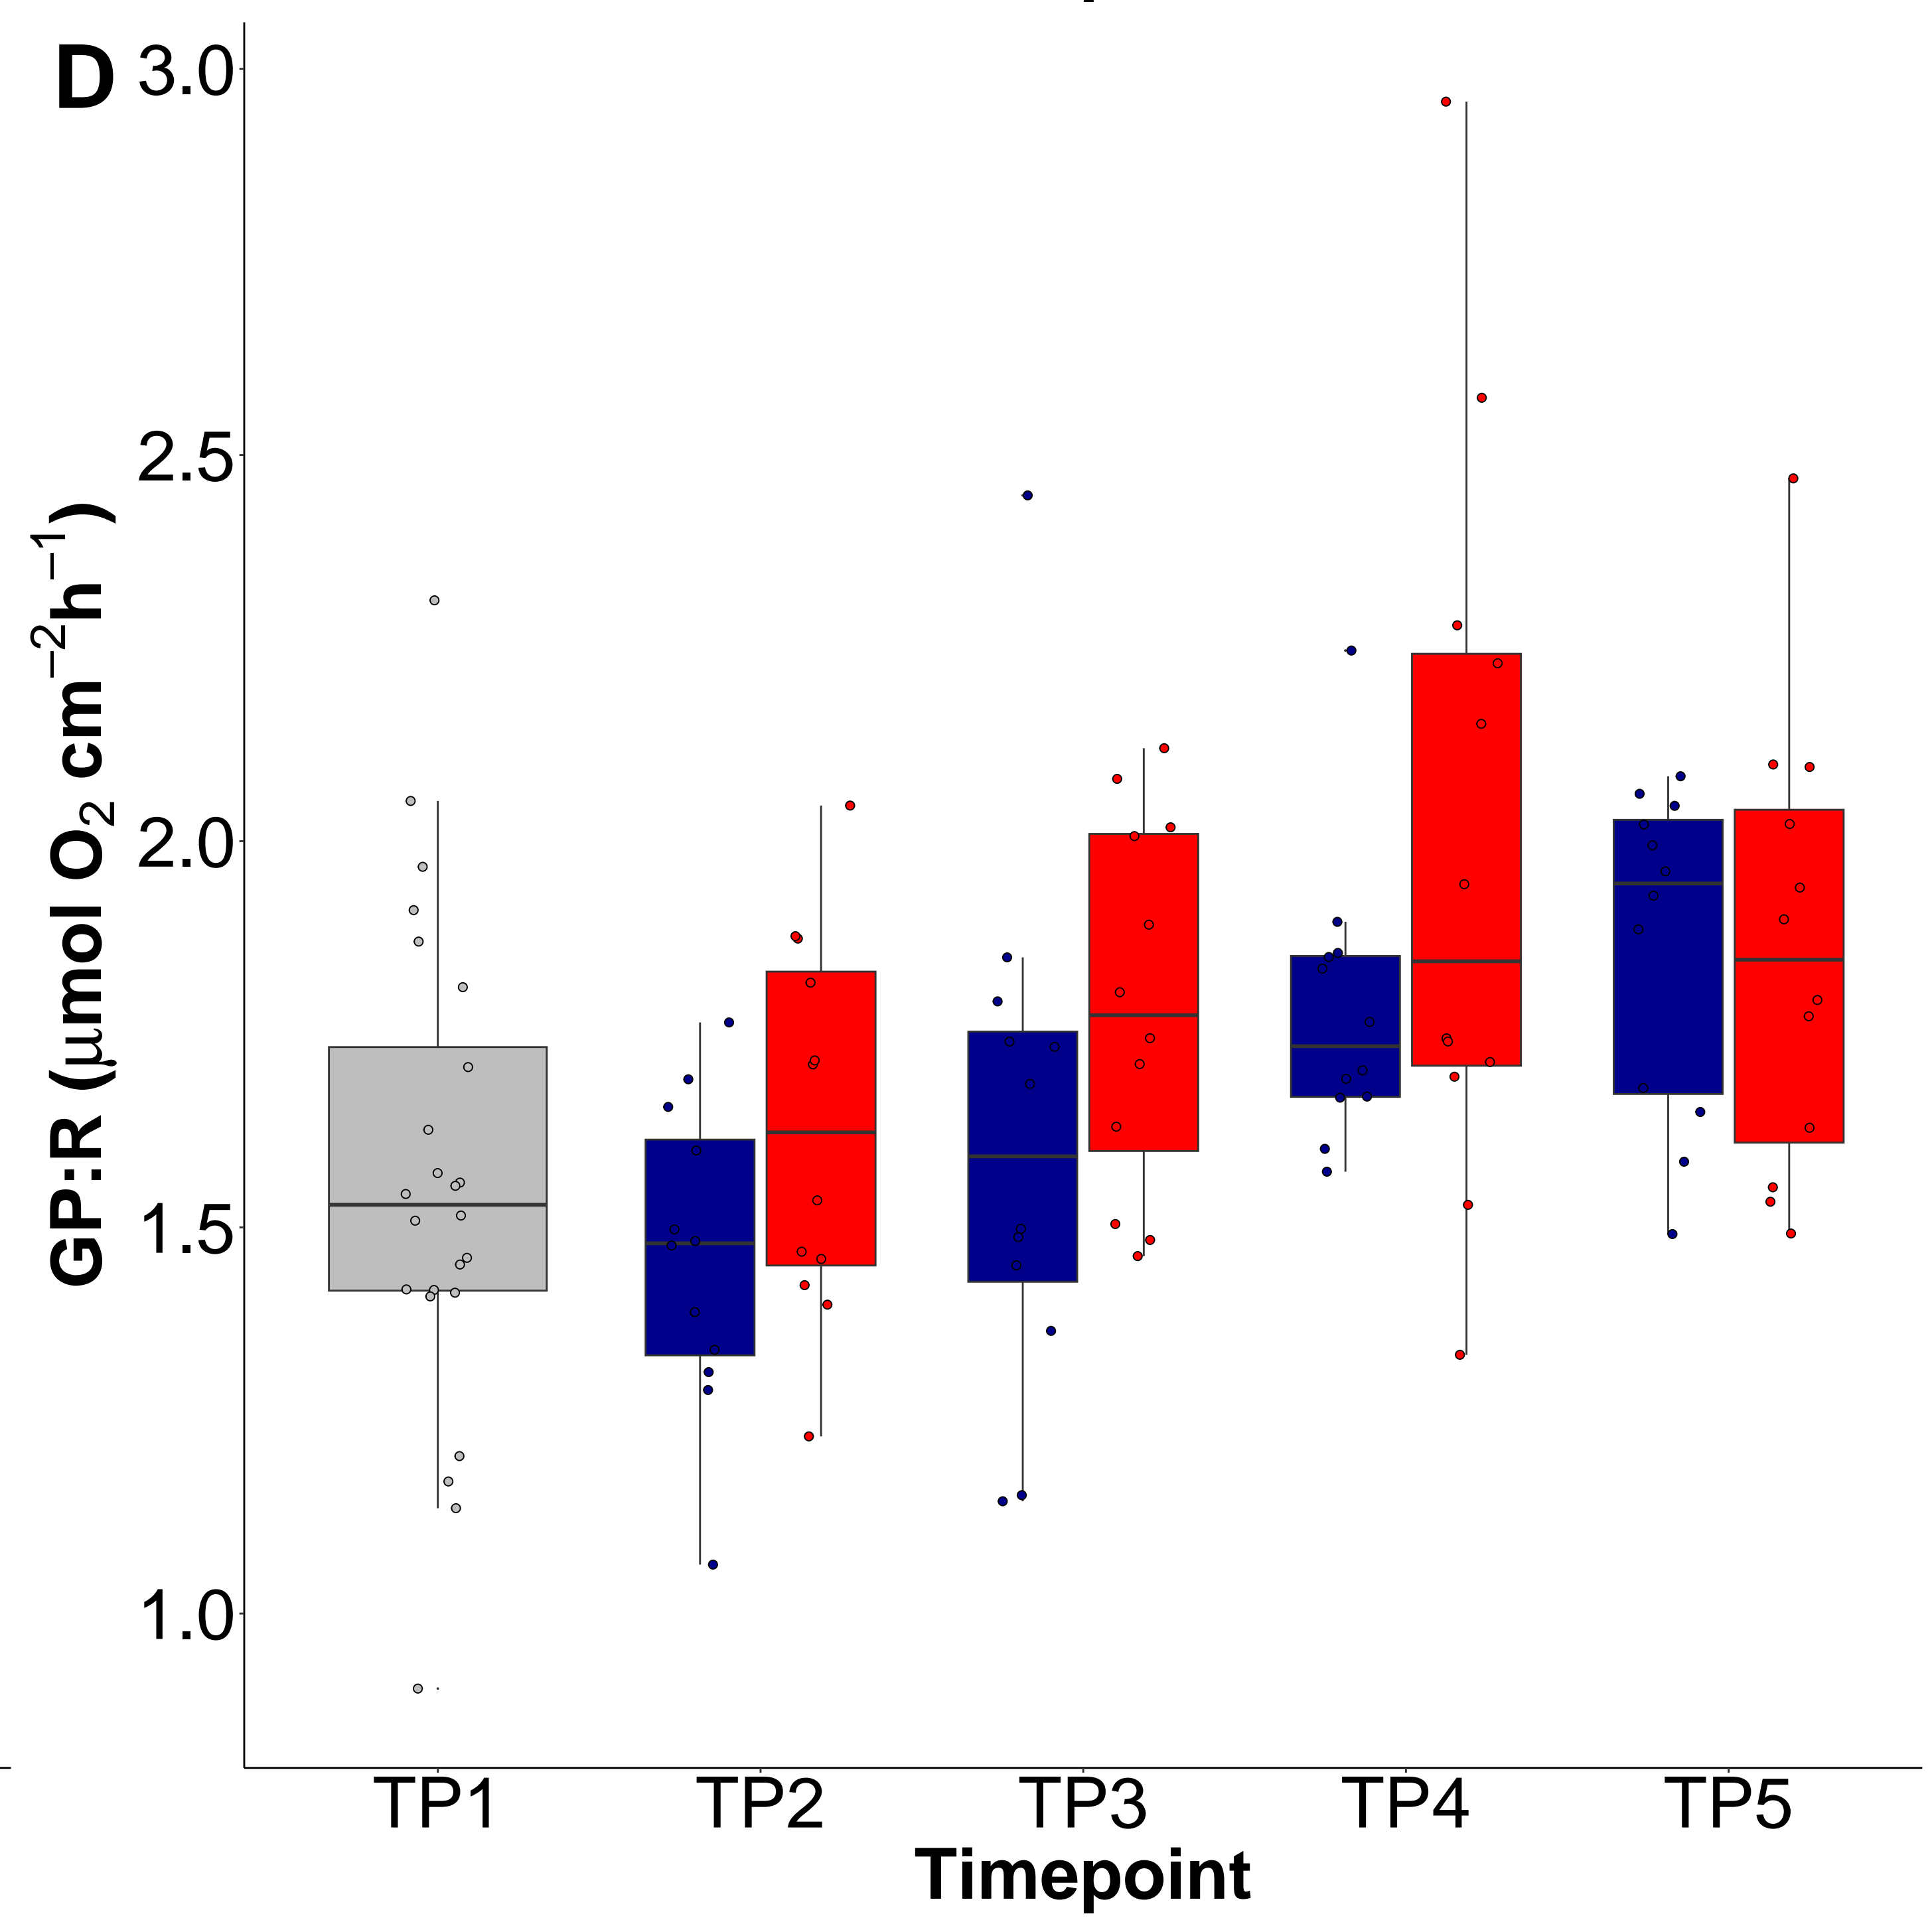 D
3.0
2.5
2.0
1.5
1.0
GP:R (μmol O₂ cm⁻²h⁻¹)
TP1 TP2 TP3 TP4 TP5
Timepoint